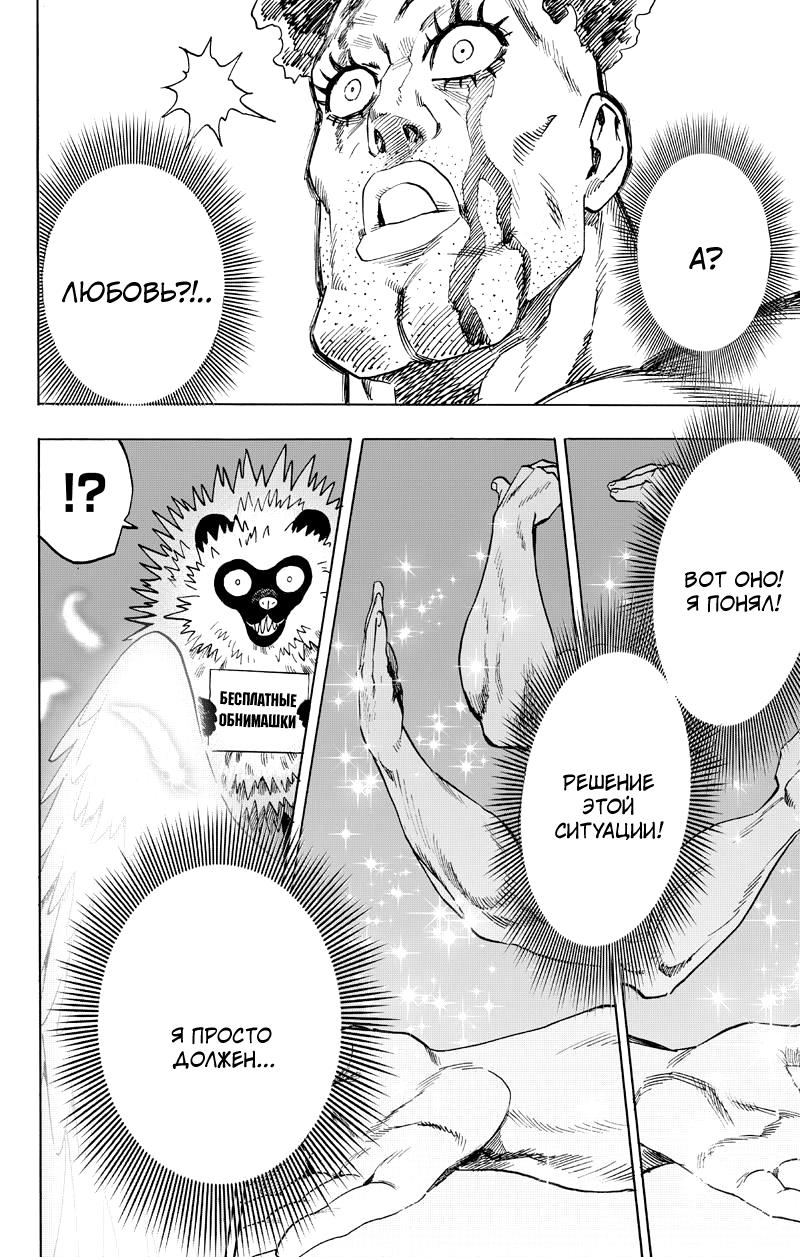 А?
ЛЮБОВЬ?!..
ВОТ ОНО!
Я ПОНЯЛ!
РЕШЕНИЕ
ЭТОЙ
СИТУАЦИИ!
!?
БЕСПЛАТНЫЕ
ОБНИМАШКИ
Я ПРОСТО
ДОЛЖЕН...